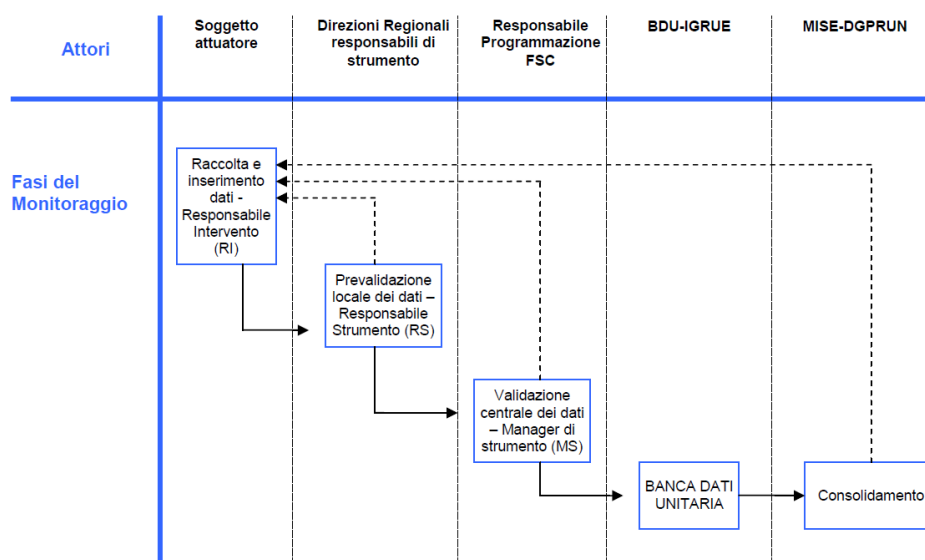 Attori
Soggetto
attuatore
Direzioni Regionali
responsabili di
strumento
Responsabile
Programmazione
FSC
BDU-IGRUE
MISE-DGPRUN
Fasi del
Monitoraggio
Raccolta e
inserimento
dati -
Responsabile
Intervento
(RI)
Prevalidazione
locale dei dati –
Responsabile
Strumento (RS)
Validazione
centrale dei dati
– Manager di
strumento (MS)
BANCA DATI
UNITARIA
Consolidamento